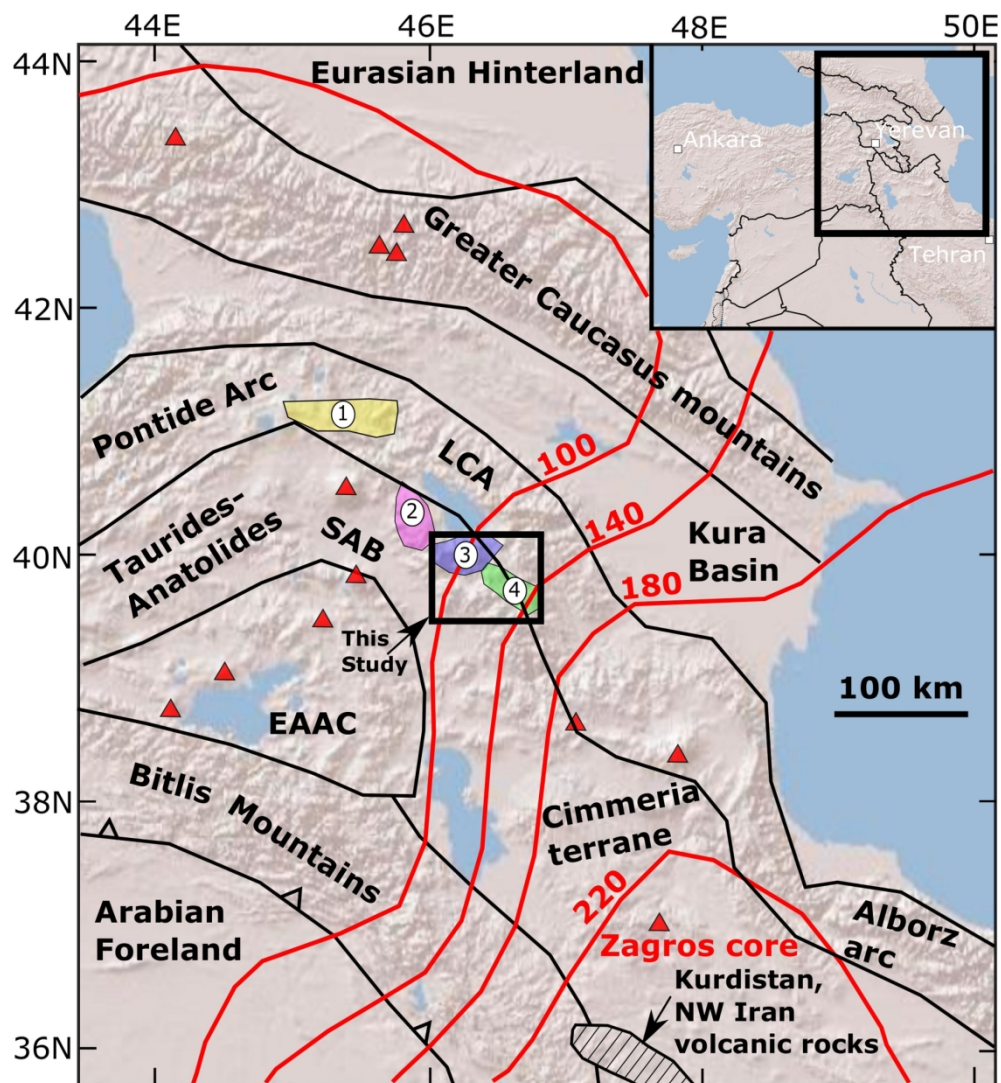 44E
46E
48E
50E
44N
42N
40N
38N
36N
Eurasian Hinterland
Ankara
Yerevan
Tehran
Greater Caucasus mountains
Pontide Arc
1
LCA
100
2
SAB
140
Taurides-
Anatolides
3
Kura
Basin
4
180
This
Study
100 km
EAAC
Bitlis Mountains
Cimmeria
terrane
220
Arabian
Foreland
Zagros core
Alborz
arc
Kurdistan,
NW Iran
volcanic rocks